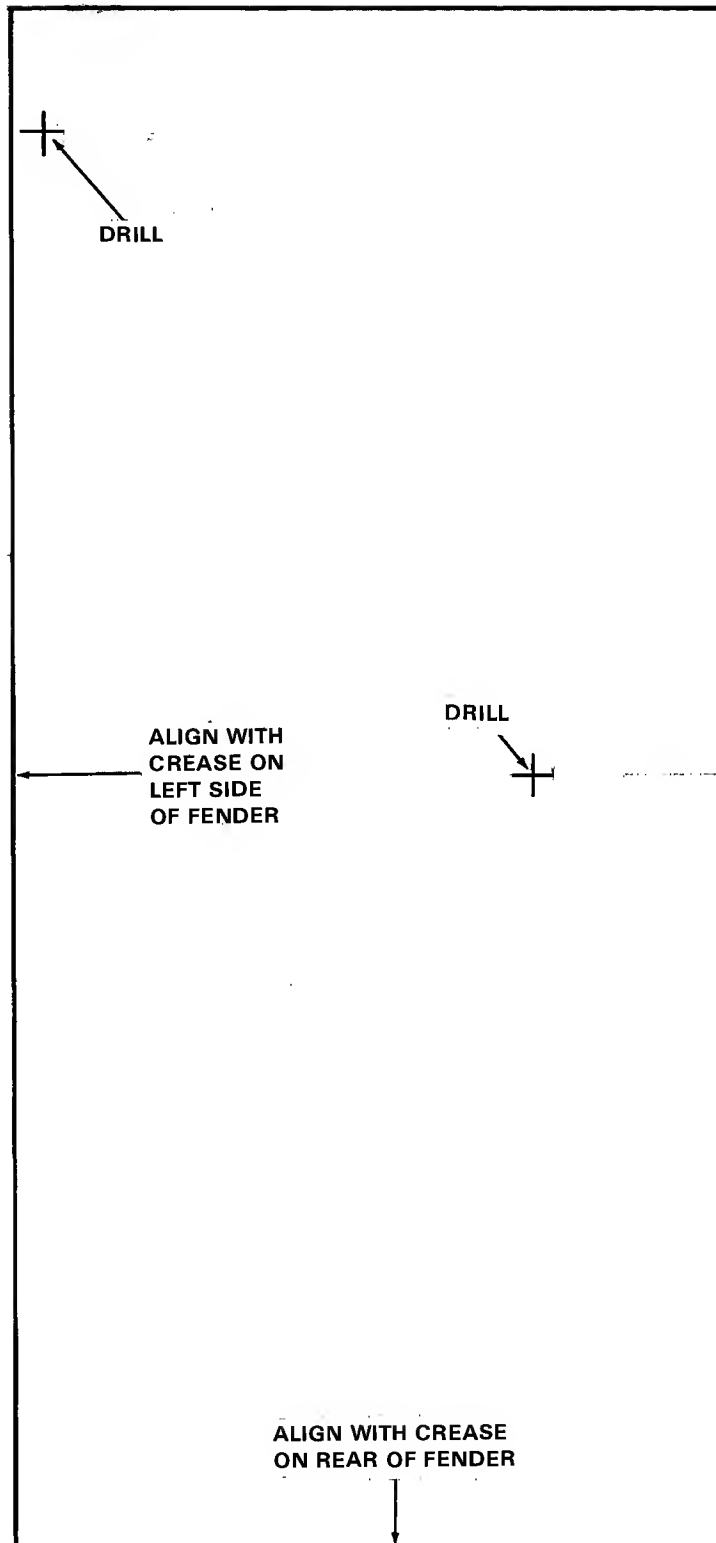 DRILL
DRILL
ALIGN WITH
CREASE ON
LEFT SIDE
OF FENDER
ALIGN WITH CREASE
ON REAR OF FENDER